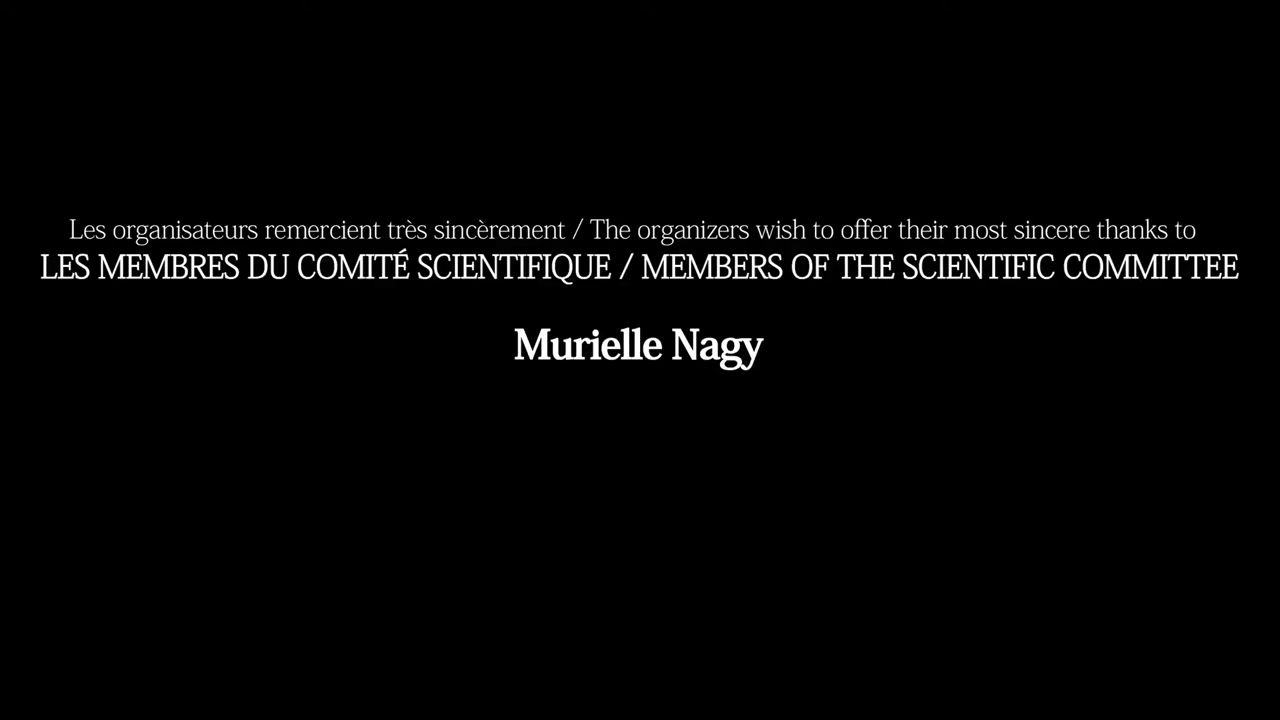 Les organisateurs remercient très sincèrement / The organizers wish to offer their most sincere thanks to
LES MEMBRES DU COMITÉ SCIENTIFIQUE / MEMBERS OF THE SCIENTIFIC COMMITTEE
Murielle Nagy